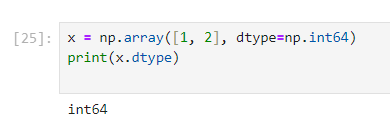 [25]: x = np.array([1, 2], dtype=np.int64)
print(x.dtype)
int64